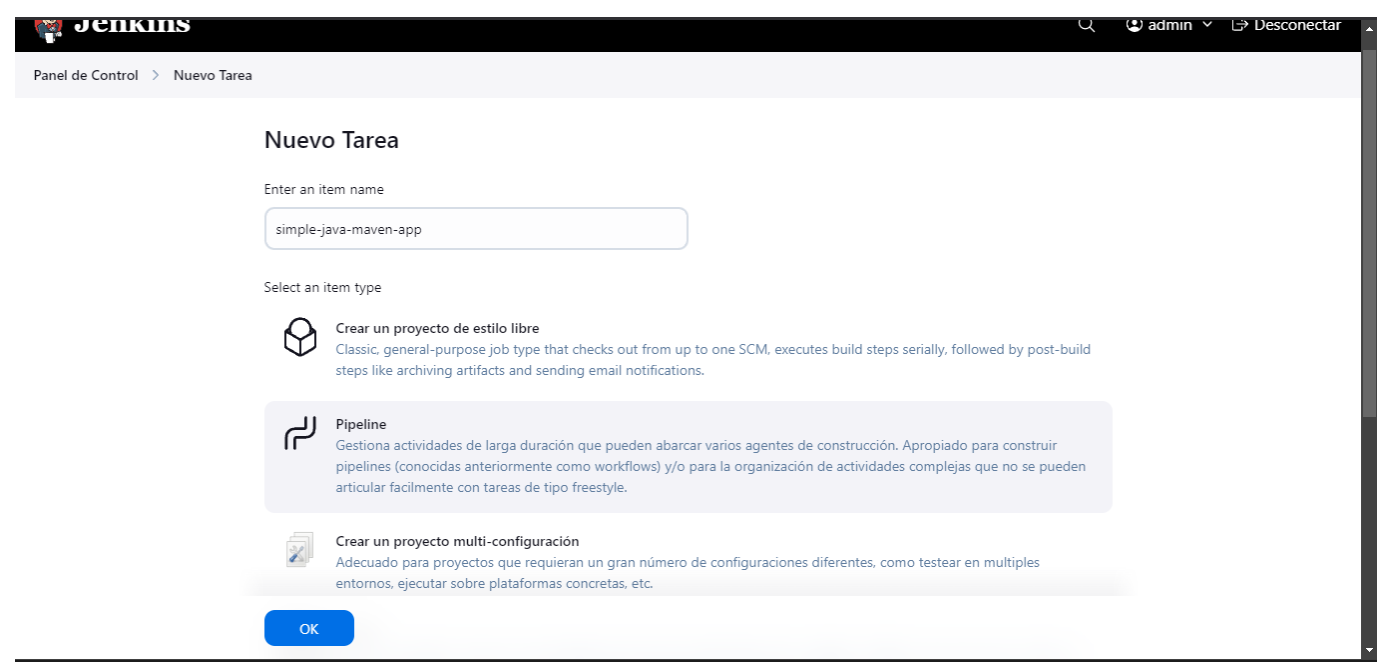 Jenkins
admin
Desconectar
Panel de Control > Nuevo Tarea
Nuevo Tarea
Enter an item name
simple-java-maven-app
Select an item type
Crear un proyecto de estilo libre
Classic, general-purpose job type that checks out from up to one SCM, executes build steps serially, followed by post-build
steps like archiving artifacts and sending email notifications.
Pipeline
Gestiona actividades de larga duración que pueden abarcar varios agentes de construcción. Apropiado para construir
pipelines (conocidas anteriormente como workflows) y/o para la organización de actividades complejas que no se pueden
articular facilmente con tareas de tipo freestyle.
Crear un proyecto multi-configuración
Adecuado para proyectos que requieran un gran número de configuraciones diferentes, como testear en multiples
entornos, ejecutar sobre plataformas concretas, etc.
OK